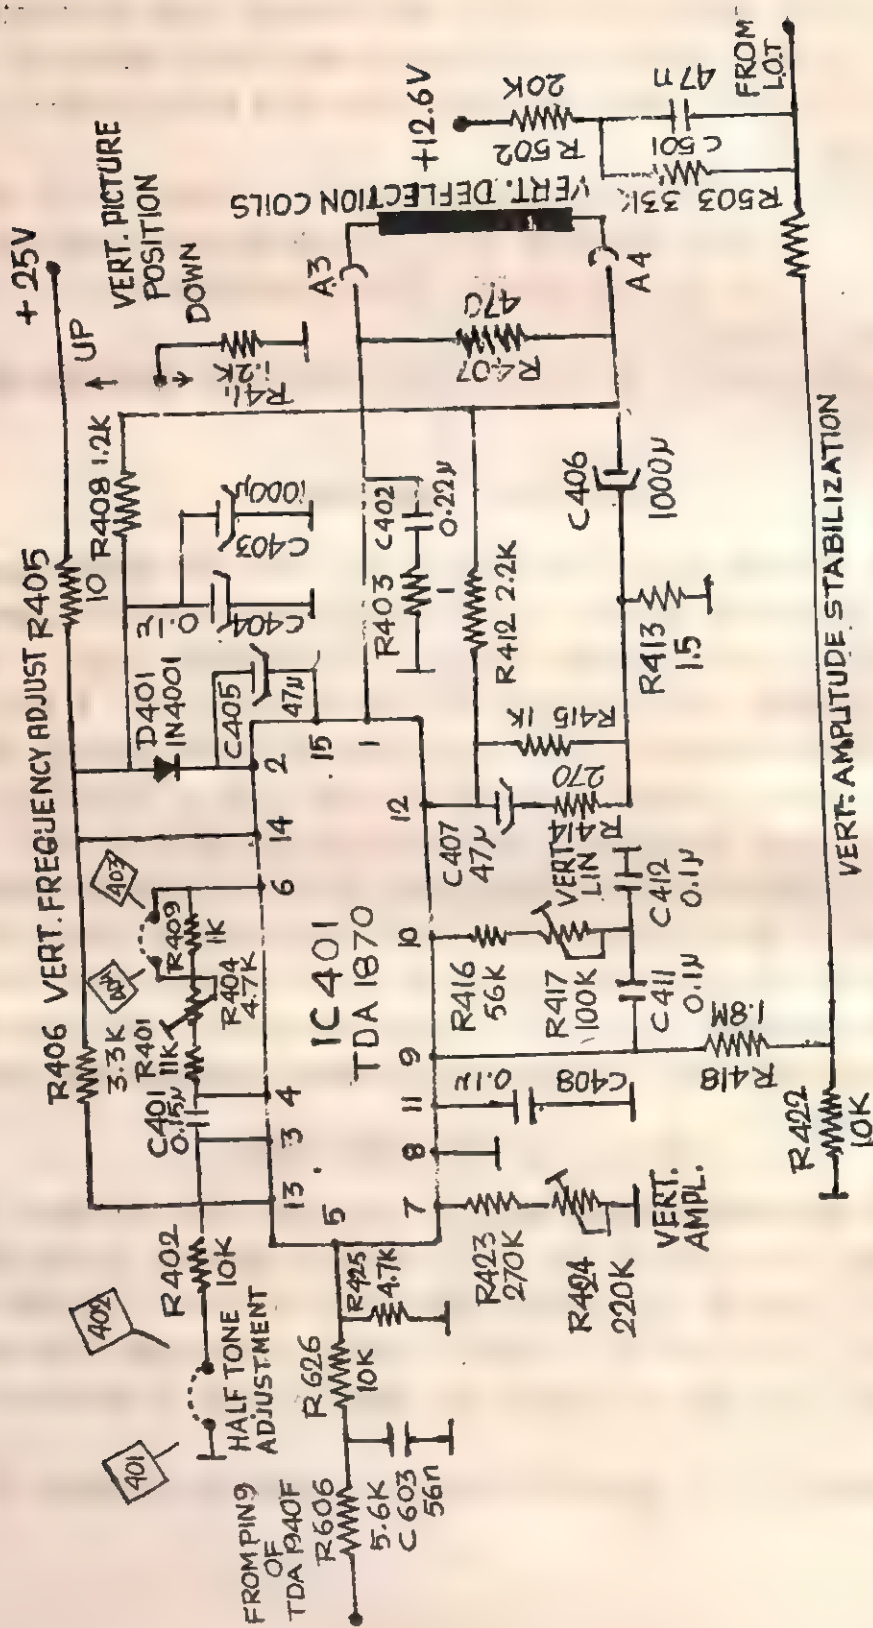 +25V
UP
VERT. PICTURE
POSITION
DOWN
R406 VERT. FREQUENCY ADJUST R405
3.3K
10
R408 1.2K
R411
1.2K
D401
IN4001
0.1µ
C404
1000µ
C403
C405
47µ
403
R409
1K
R401
11K
R404
4.7K
C401
0.15µ
402
401
R402
10K
HALF TONE
ADJUSTMENT
13
3
4
6
14
2
15
1
12
10
9
11
8
7
5
IC401
TDA 1870
A3
A4
VERT. DEFLECTION COILS
R407
470
R403
1
C402
0.22µ
R412 2.2K
C406
1000µ
R413
1.5
R415 1K
R414
270
C407
47µ
VERT.
LIN
R416
56K
R417
100K
C411
0.1µ
C412
0.1µ
C408
0.1µ
R418
1.8M
R422
10K
R423
270K
R424
220K
VERT.
AMPL.
R425
4.7K
R626
10K
R606
5.6K
C603
56n
FROM PIN9
OF
TDA 1940F
+12.6V
R502
20K
C501
47n
R503 33K
FROM
L.O.T
VERT: AMPLITUDE STABILIZATION